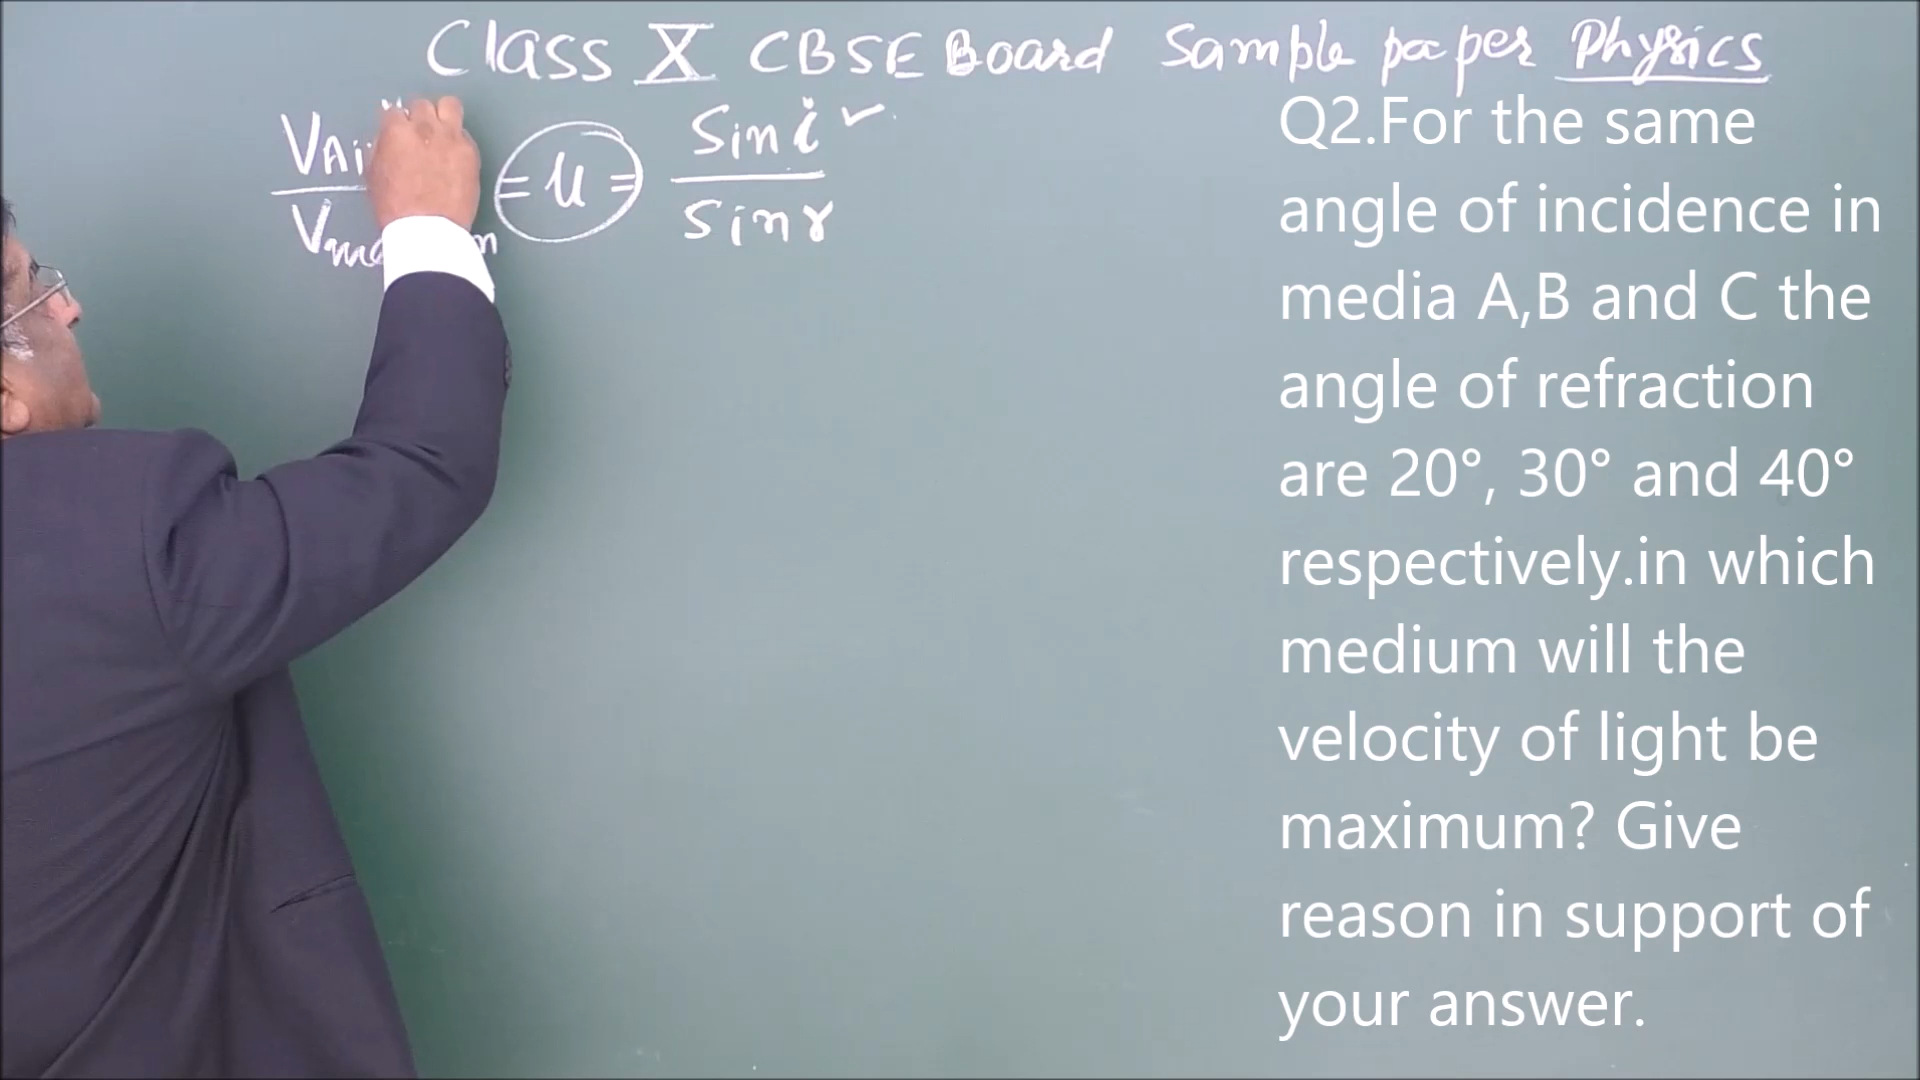 Class X CBSE Board Sample paper Physics
= μ = Sin i ✓
Sin r
Q2.For the same
angle of incidence in
media A,B and C the
angle of refraction
are 20°, 30° and 40°
respectively.in which
medium will the
velocity of light be
maximum? Give
reason in support of
your answer.